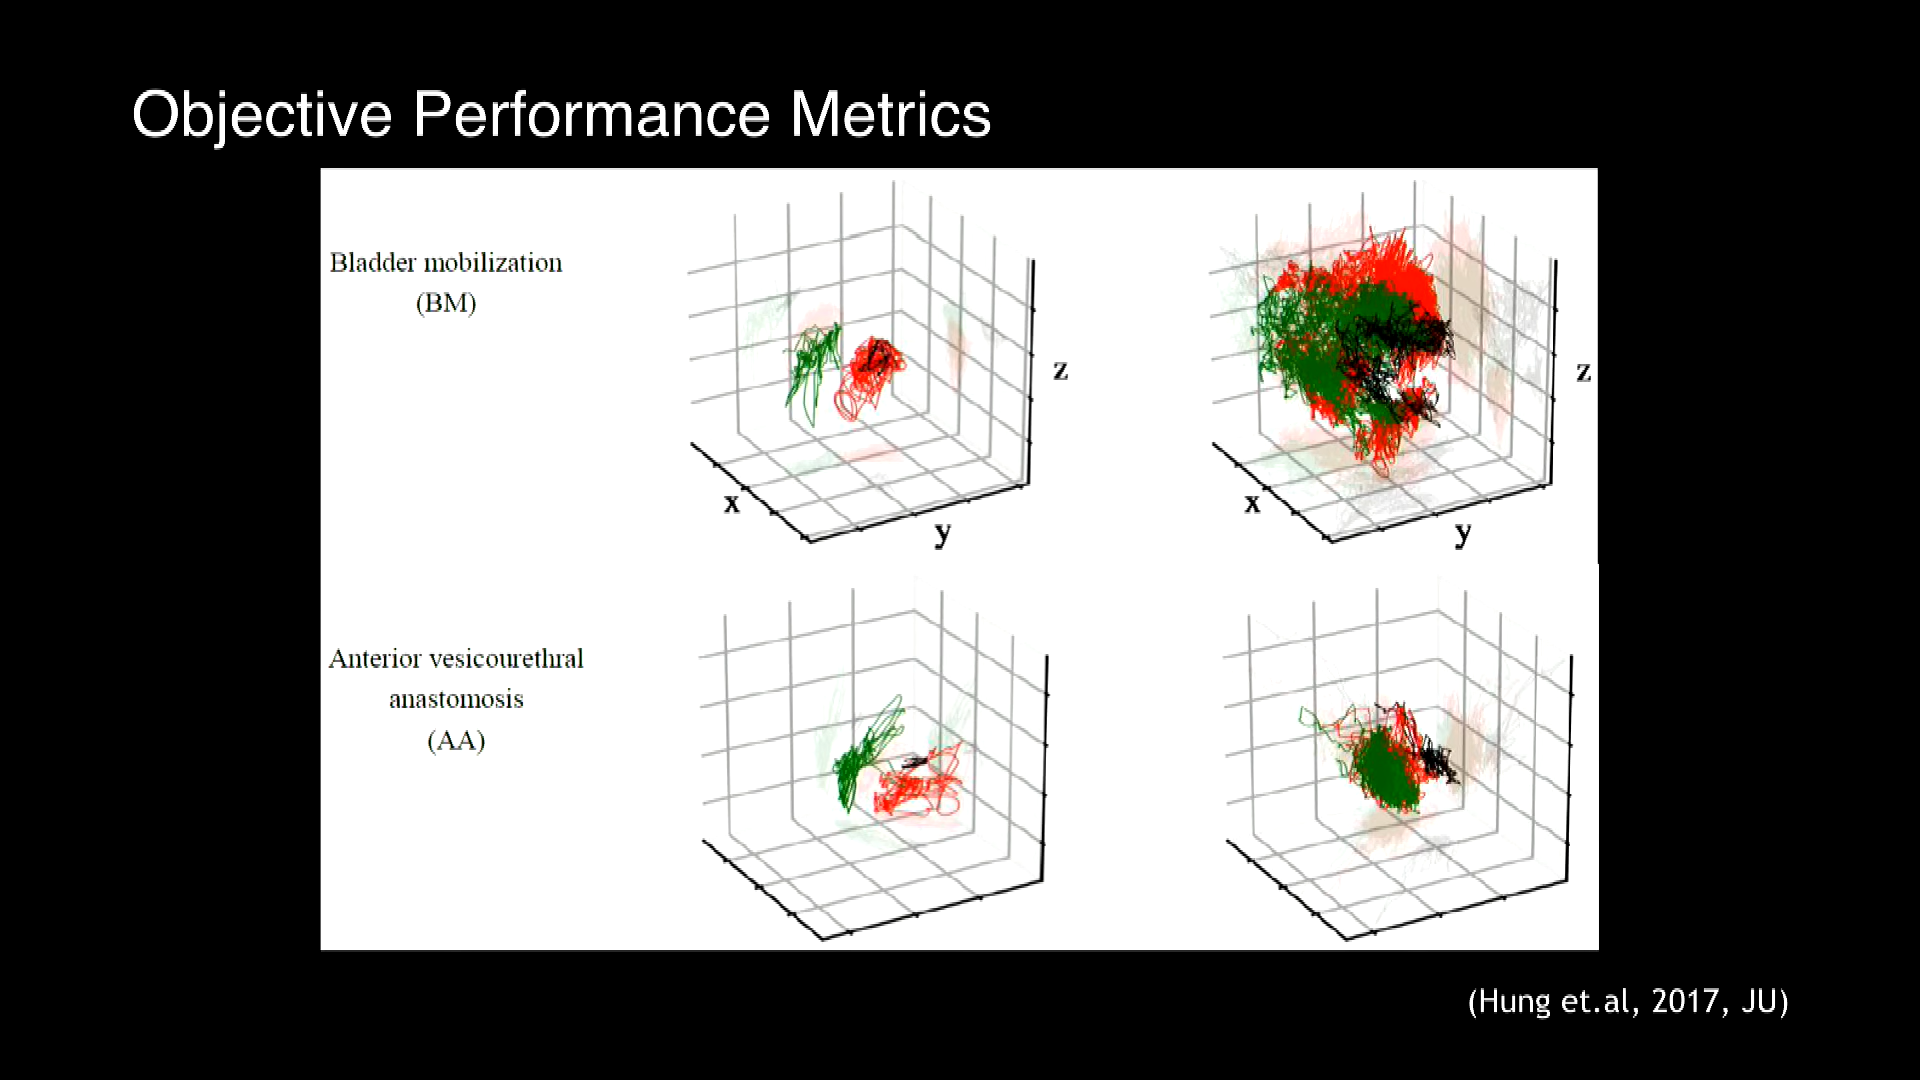 Objective Performance Metrics
Bladder mobilization
(BM)
z
x
y
z
x
y
Anterior vesicourethral
anastomosis
(AA)
(Hung et.al, 2017, JU)